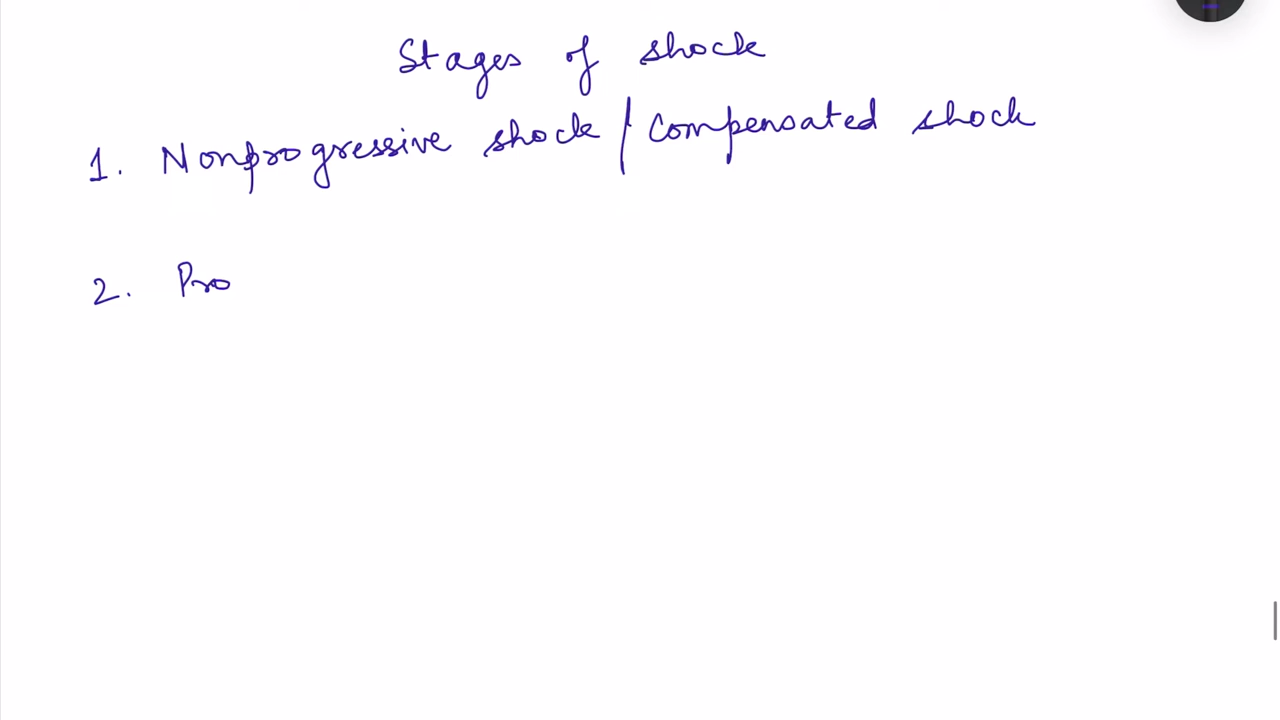 Stages of shock
1. Nonprogressive shock / Compensated shock
2. Pro